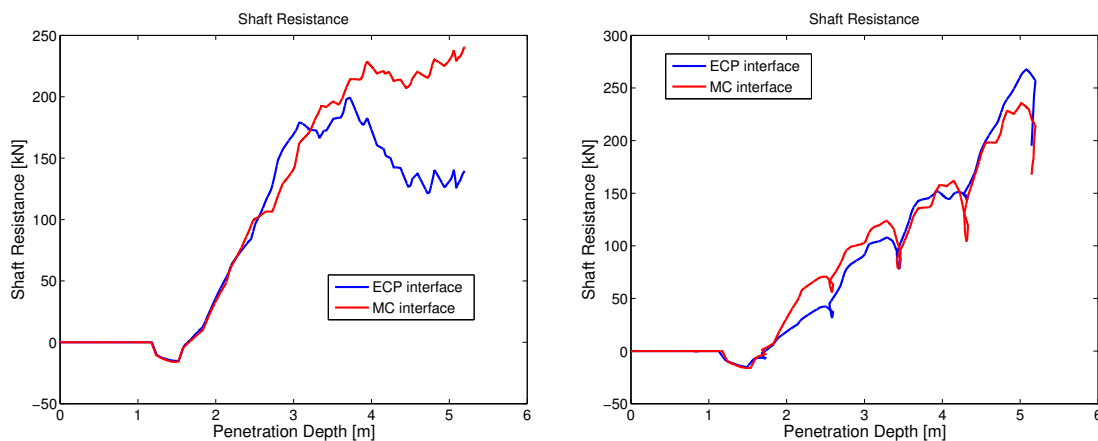 Shaft Resistance
250
200
150
100
50
0
−50
0 1 2 3 4 5 6
Shaft Resistance [kN]
Penetration Depth [m]
ECP interface
MC interface
Shaft Resistance
300
250
200
150
100
50
0
−50
0 1 2 3 4 5 6
Shaft Resistance [kN]
Penetration Depth [m]
ECP interface
MC interface